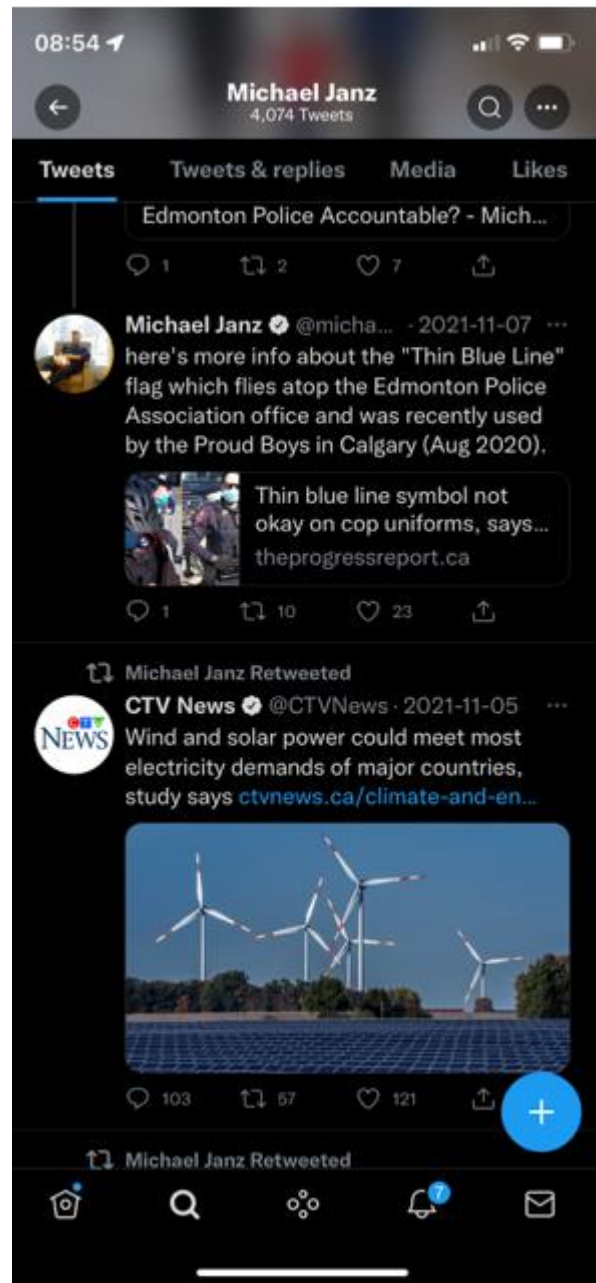 08:54
Michael Janz
4,074 Tweets
Tweets Tweets & replies Media Likes
Edmonton Police Accountable? - Mich...
1 2 7
Michael Janz @micha... · 2021-11-07 ...
here's more info about the "Thin Blue Line"
flag which flies atop the Edmonton Police
Association office and was recently used
by the Proud Boys in Calgary (Aug 2020).
Thin blue line symbol not
okay on cop uniforms, says...
theprogressreport.ca
1 10 23
Michael Janz Retweeted
CTV News @CTVNews · 2021-11-05 ...
CTV
NEWS
Wind and solar power could meet most
electricity demands of major countries,
study says ctvnews.ca/climate-and-en...
103 57 121
Michael Janz Retweeted
7